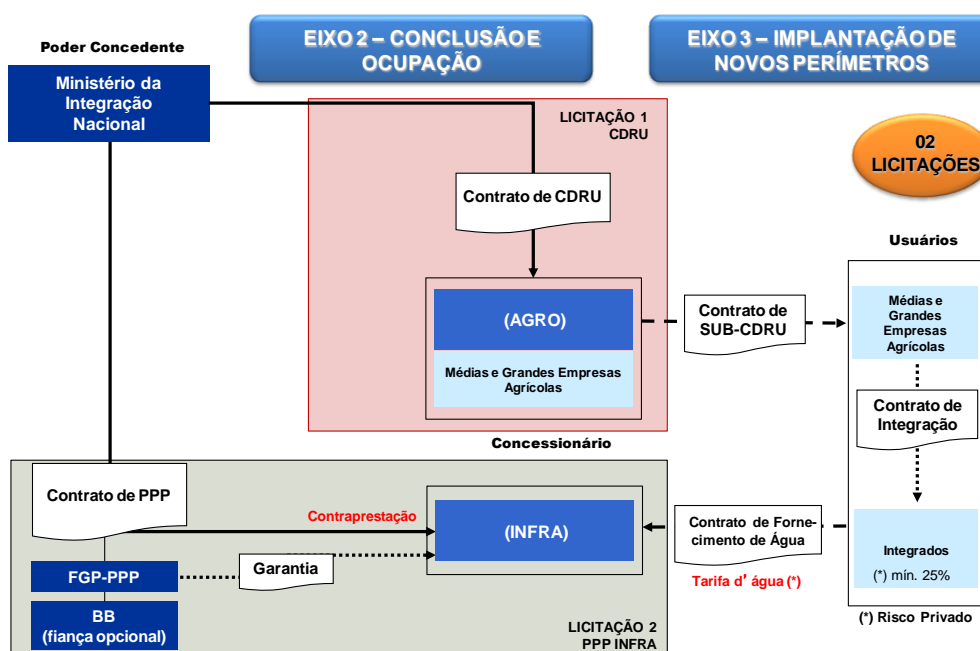 Poder Concedente
EIXO 2 – CONCLUSÃO E
OCUPAÇÃO
EIXO 3 – IMPLANTAÇÃO DE
NOVOS PERÍMETROS
Ministério da
Integração
Nacional
LICITAÇÃO 1
CDRU
02
LICITAÇÕES
Contrato de CDRU
Usuários
(AGRO)
Médias e Grandes Empresas
Agrícolas
Contrato de
SUB-CDRU
Médias e
Grandes
Empresas
Agrícolas
Contrato de
Integração
Concessionário
Contrato de PPP
Contraprestação
(INFRA)
Contrato de Forne-
cimento de Água
Tarifa d' água (*)
Integrados
(*) mín. 25%
Garantia
FGP-PPP
BB
(fiança opcional)
(*) Risco Privado
LICITAÇÃO 2
PPP INFRA